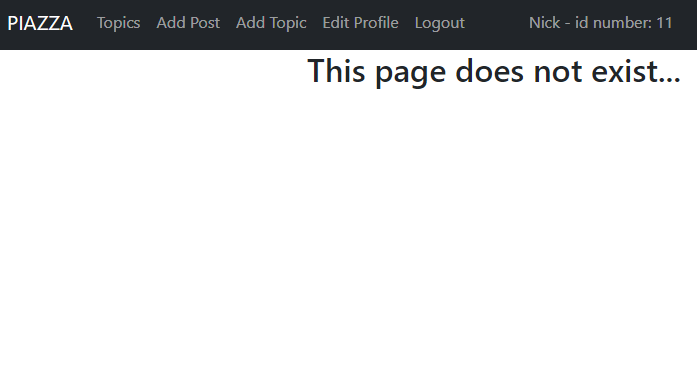 PIAZZA Topics Add Post Add Topic Edit Profile Logout Nick - id number: 11
This page does not exist...